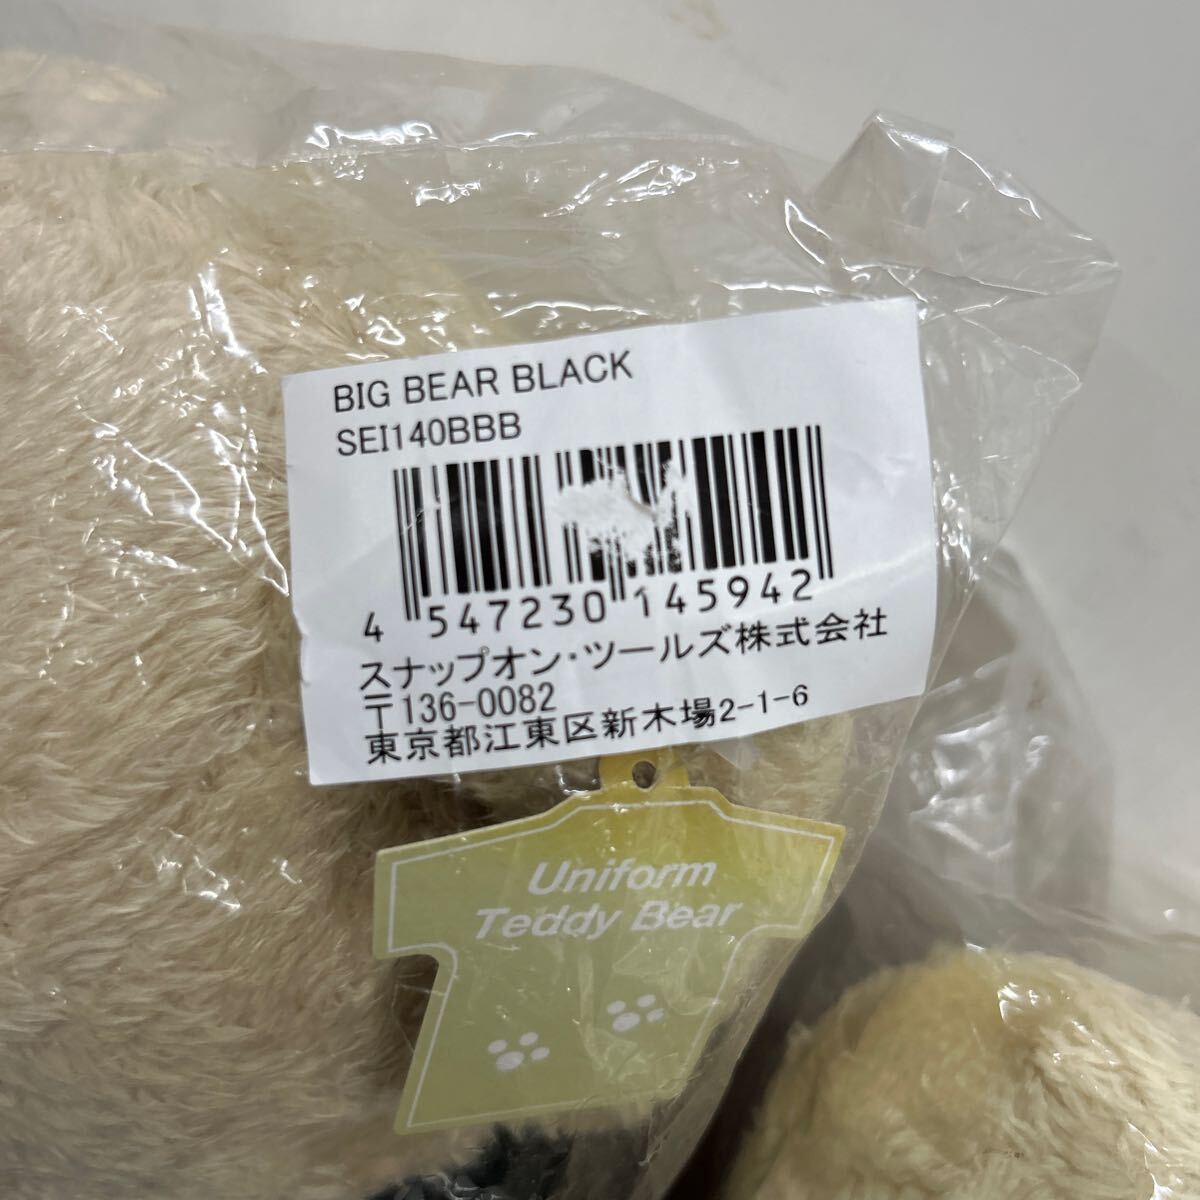 BIG BEAR BLACK
SEI140BBB
4 547230 145942
スナップオン・ツールズ株式会社
〒136-0082
東京都江東区新木場2-1-6
Uniform
Teddy Bear